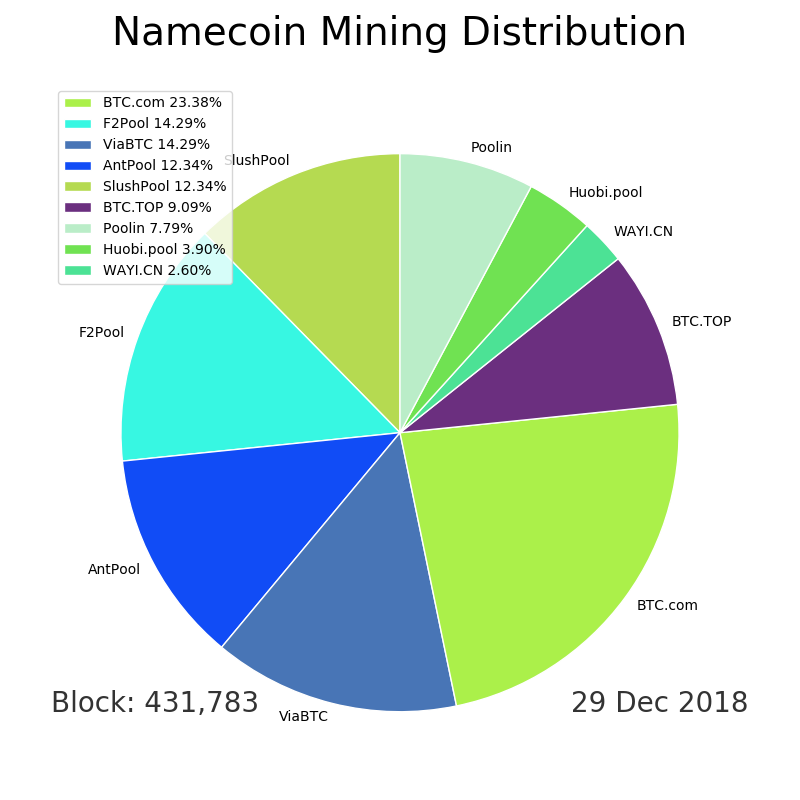 Namecoin Mining Distribution
BTC.com 23.38%
F2Pool 14.29%
ViaBTC 14.29%
AntPool 12.34%
SlushPool 12.34%
BTC.TOP 9.09%
Poolin 7.79%
Huobi.pool 3.90%
WAYI.CN 2.60%
SlushPool
Poolin
Huobi.pool
WAYI.CN
BTC.TOP
F2Pool
AntPool
BTC.com
ViaBTC
Block: 431,783
29 Dec 2018